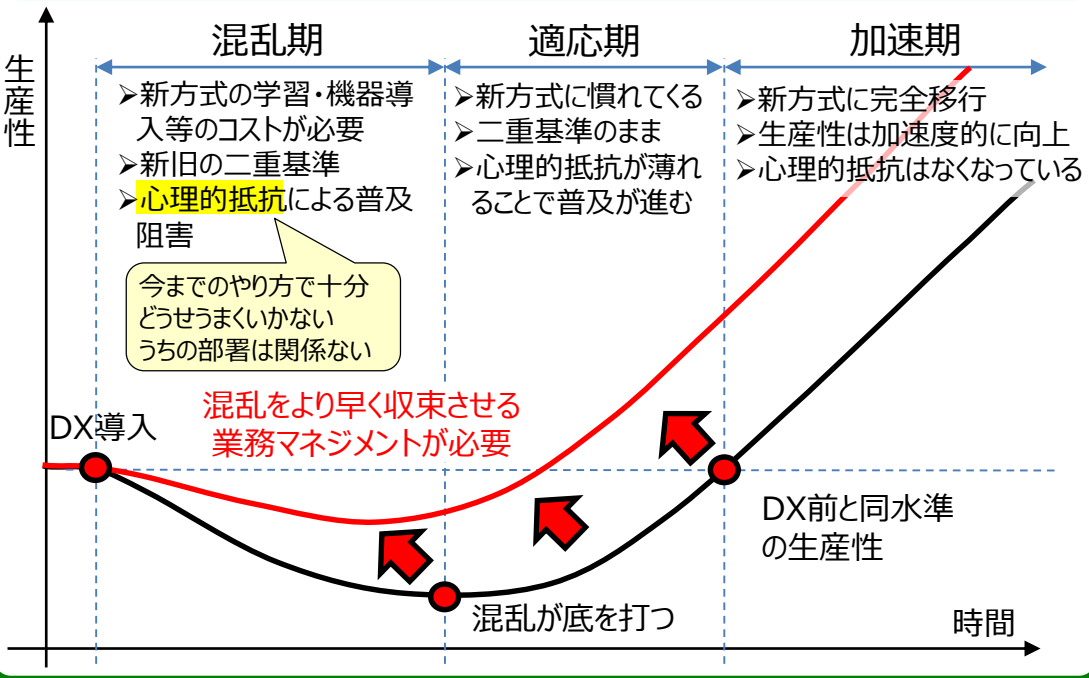 生産性
混乱期
➢新方式の学習・機器導
入等のコストが必要
➢新旧の二重基準
➢心理的抵抗による普及
阻害
今までのやり方で十分
どうせうまくいかない
うちの部署は関係ない
適応期
➢新方式に慣れてくる
➢二重基準のまま
➢心理的抵抗が薄れ
ることで普及が進む
加速期
➢新方式に完全移行
➢生産性は加速度的に向上
➢心理的抵抗はなくなっている
混乱をより早く収束させる
業務マネジメントが必要
DX導入
DX前と同水準
の生産性
混乱が底を打つ
時間